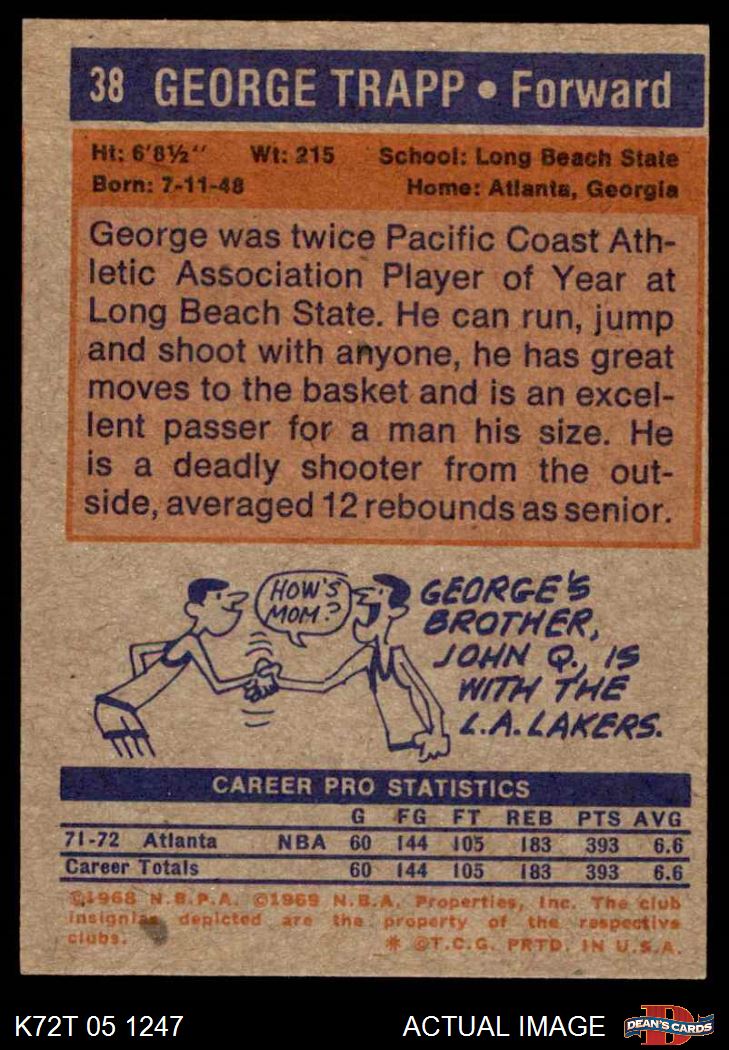 38 GEORGE TRAPP • Forward
Ht: 6'8½" Wt: 215 School: Long Beach State
Born: 7-11-48 Home: Atlanta, Georgia
George was twice Pacific Coast Ath-
letic Association Player of Year at
Long Beach State. He can run, jump
and shoot with anyone, he has great
moves to the basket and is an excel-
lent passer for a man his size. He
is a deadly shooter from the out-
side, averaged 12 rebounds as senior.
HOW'S
MOM?
GEORGE'S
BROTHER,
JOHN Q., IS
WITH THE
L.A. LAKERS.
CAREER PRO STATISTICS
G FG FT REB PTS AVG
71-72 Atlanta NBA 60 144 105 183 393 6.6
Career Totals 60 144 105 183 393 6.6
©1968 N.B.P.A. ©1969 N.B.A. Properties, Inc. The club
insignias depicted are the property of the respective
clubs. * ©T.C.G. PRTD. IN U.S.A.
K72T 05 1247 ACTUAL IMAGE
D
DEAN'S CARDS